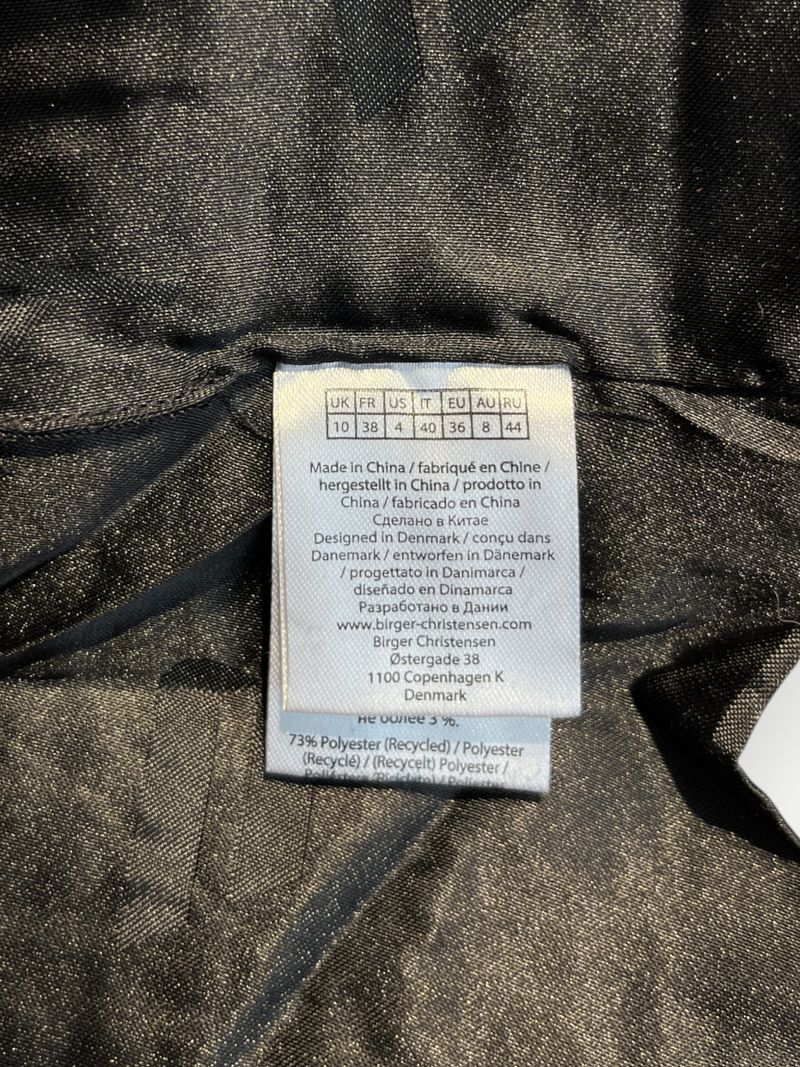 UK FR US IT EU AU RU
10 38 4 40 36 8 44
Made in China / fabriqué en Chine /
hergestellt in China / prodotto in
China / fabricado en China
Сделано в Китае
Designed in Denmark / conçu dans
Danemark / entworfen in Dänemark
/ progettato in Danimarca /
diseñado en Dinamarca
Разработано в Дании
www.birger-christensen.com
Birger Christensen
Østergade 38
1100 Copenhagen K
Denmark
не более 3 %.
73% Polyester (Recycled) / Polyester
(Recyclé) / (Recycelt) Polyester /